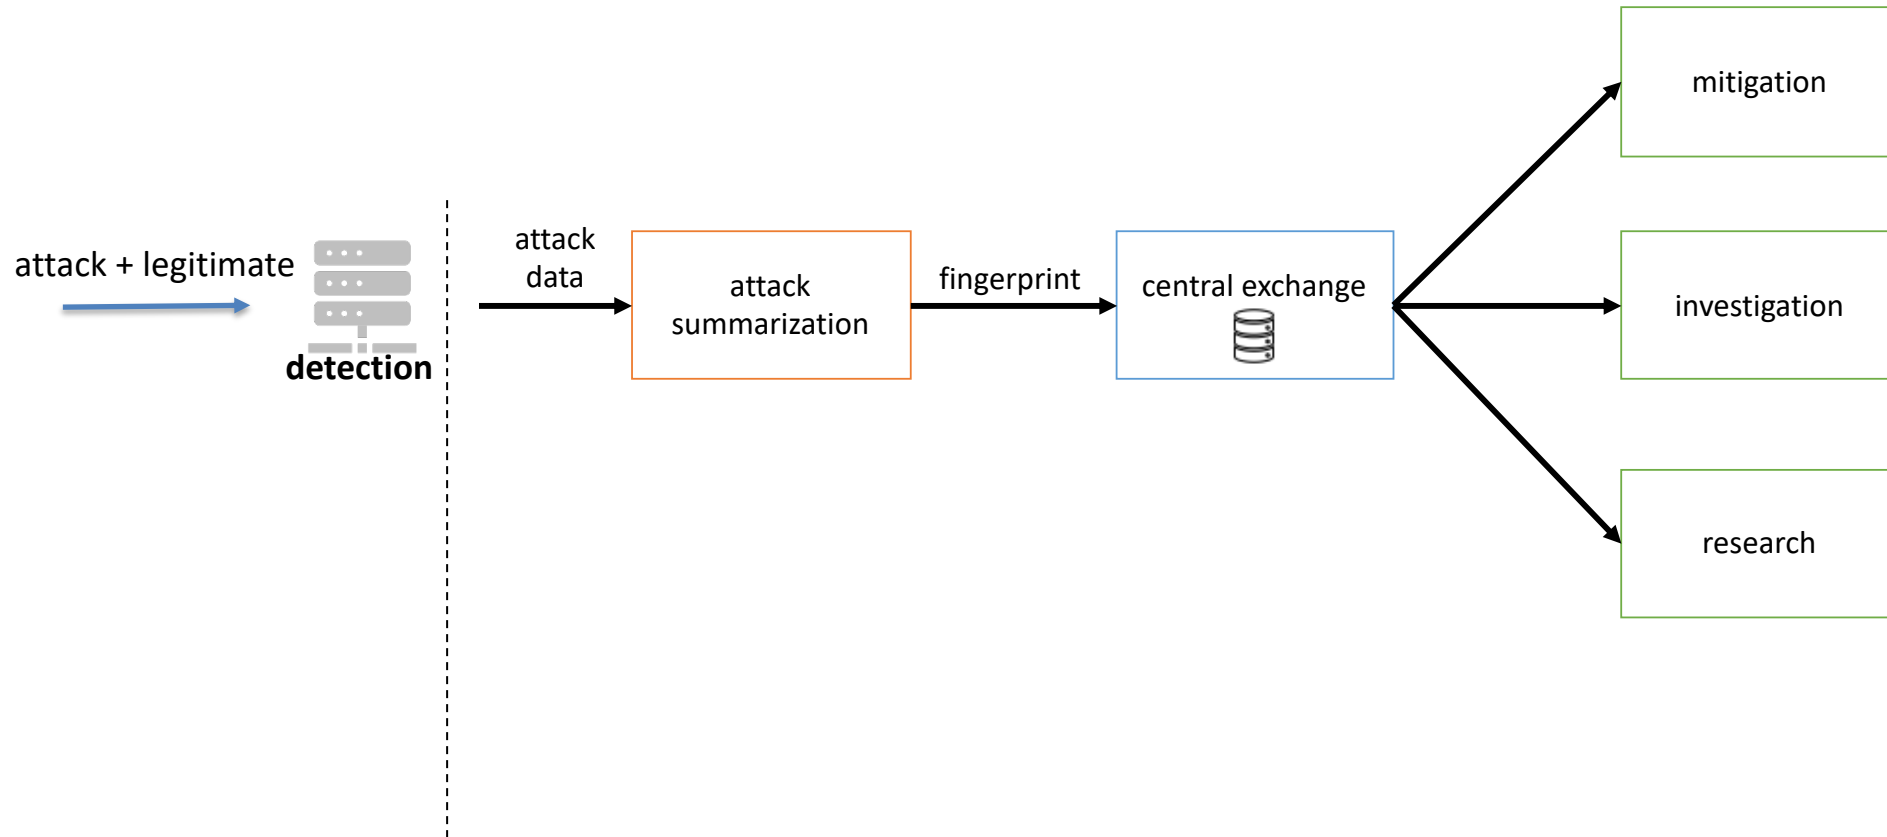 attack + legitimate
detection
attack
data
attack
summarization
fingerprint
central exchange
mitigation
investigation
research